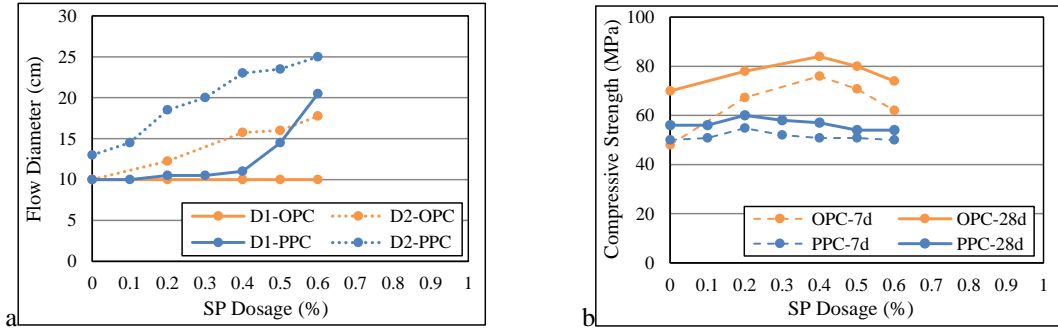 30
25
20
15
10
5
0
Flow Diameter (cm)
D1-OPC D2-OPC
D1-PPC D2-PPC
0 0.1 0.2 0.3 0.4 0.5 0.6 0.7 0.8 0.9 1
SP Dosage (%)
a
100
80
60
40
20
0
Compressive Strength (MPa)
OPC-7d OPC-28d
PPC-7d PPC-28d
0 0.1 0.2 0.3 0.4 0.5 0.6 0.7 0.8 0.9 1
SP Dosage (%)
b